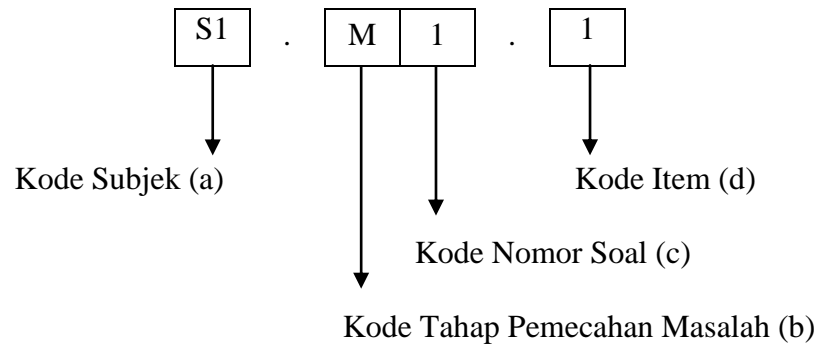 S1 . M 1 . 1
Kode Subjek (a)
Kode Item (d)
Kode Nomor Soal (c)
Kode Tahap Pemecahan Masalah (b)